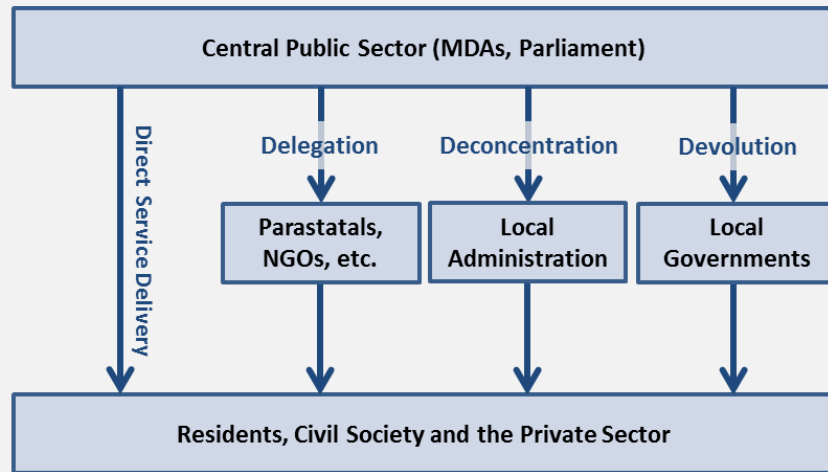 Central Public Sector (MDAs, Parliament)
Direct Service Delivery
Delegation
Deconcentration
Devolution
Parastatals,
NGOs, etc.
Local
Administration
Local
Governments
Residents, Civil Society and the Private Sector